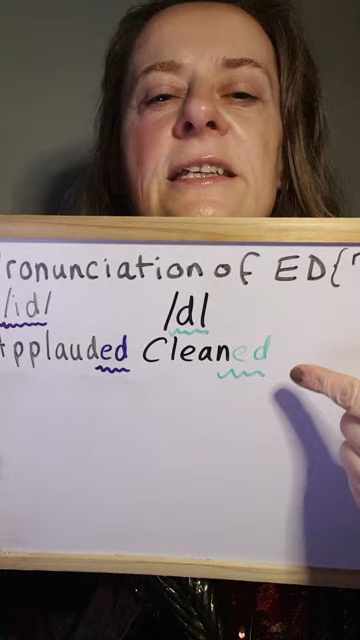 ronunciation of ED{
/id/ /d/
pplauded Cleaned